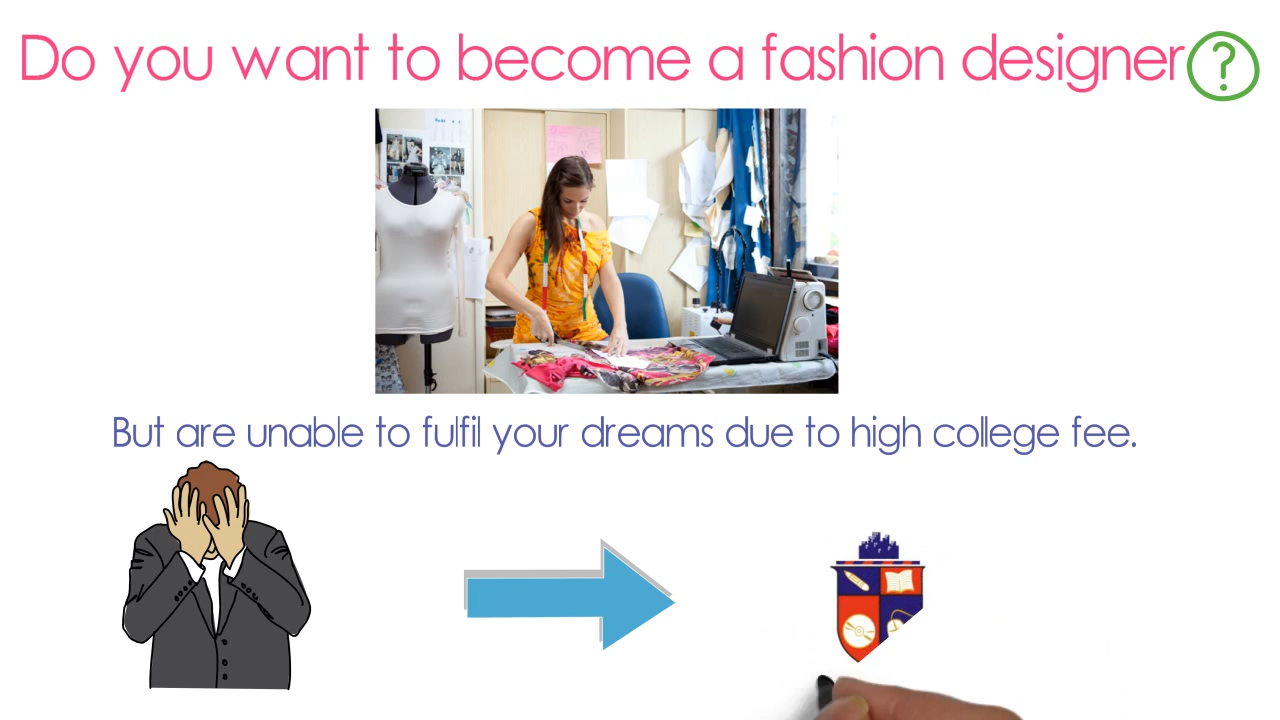 Do you want to become a fashion designer?
But are unable to fulfil your dreams due to high college fee.